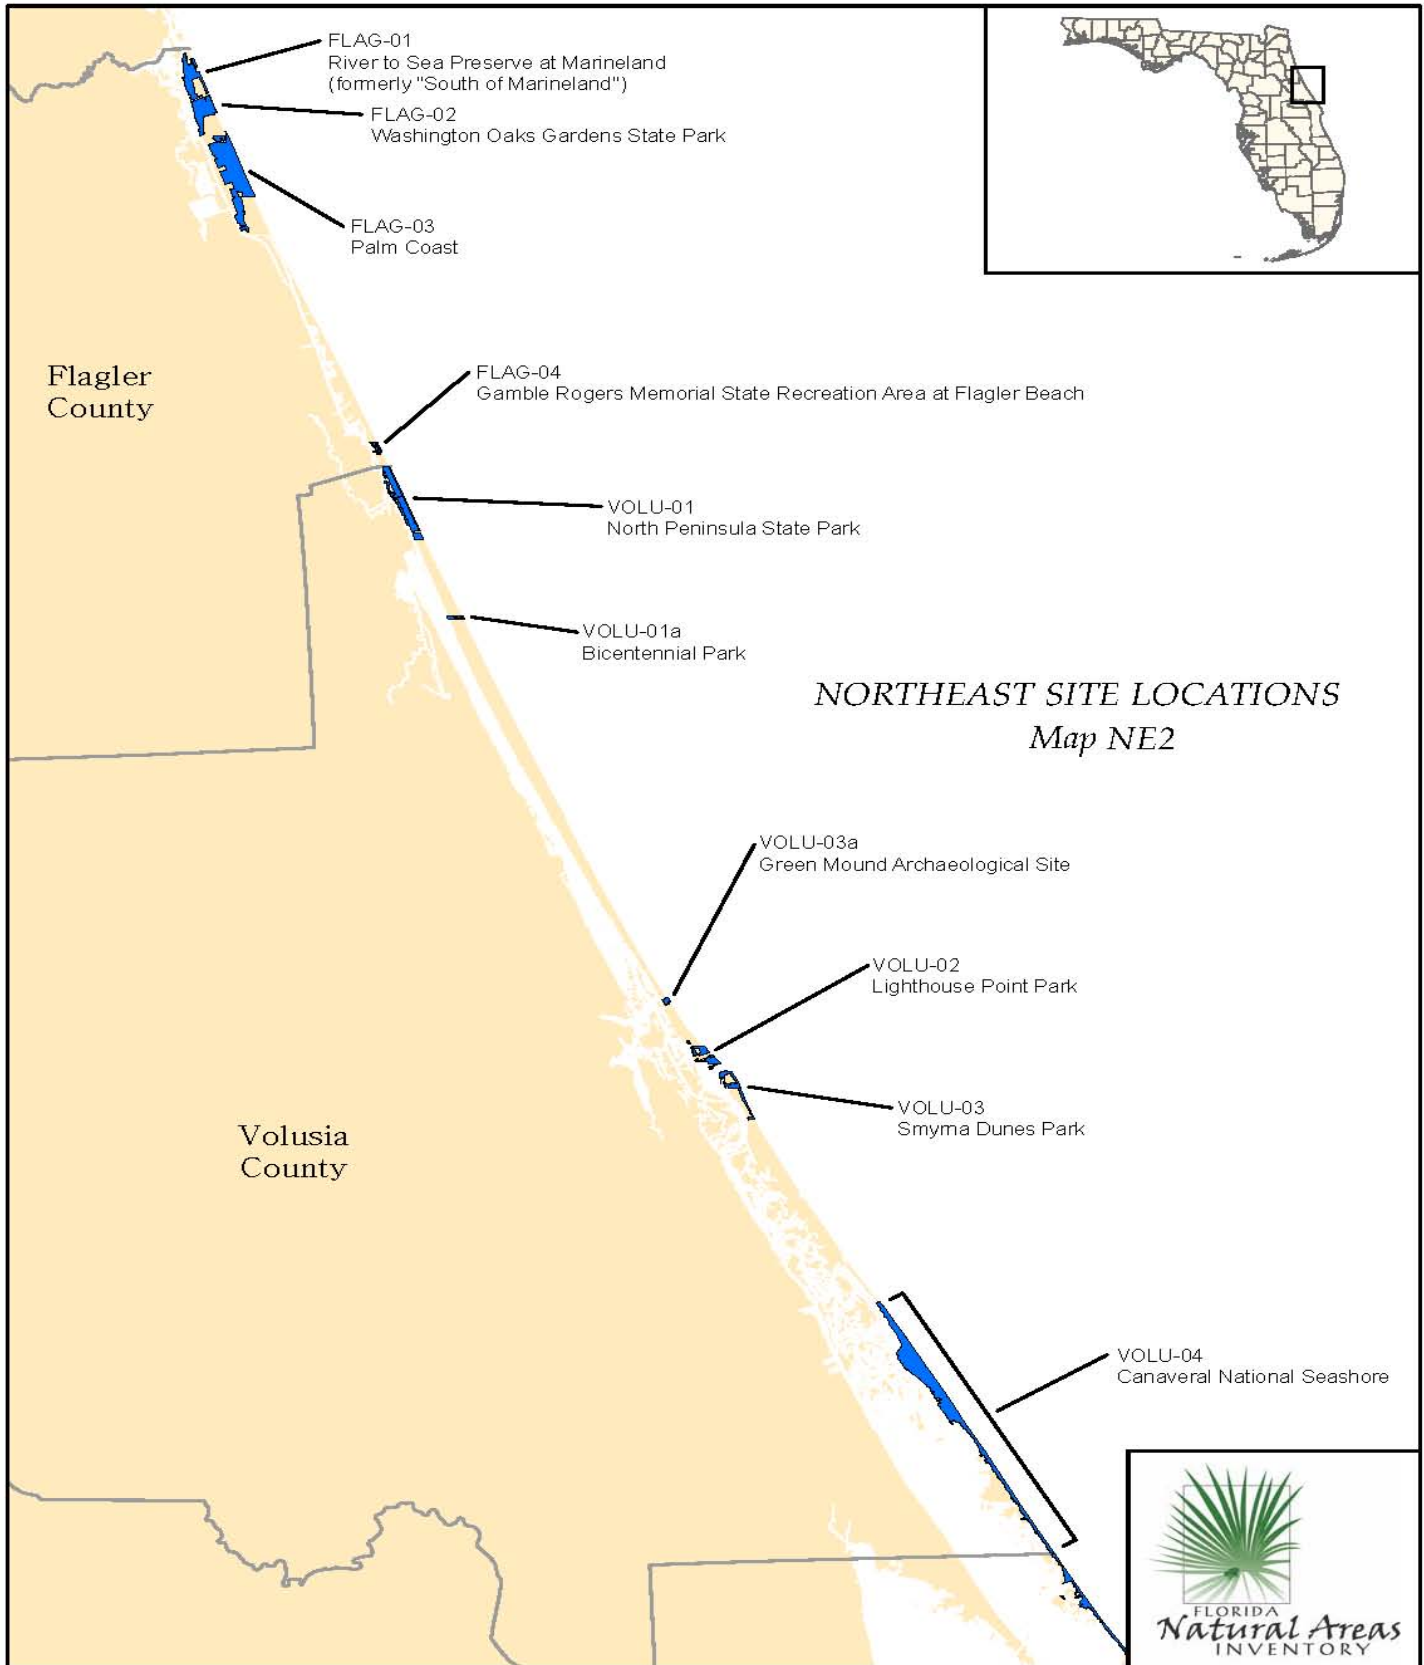 FLAG-01
River to Sea Preserve at Marineland
(formerly "South of Marineland")
FLAG-02
Washington Oaks Gardens State Park
FLAG-03
Palm Coast
Flagler
County
FLAG-04
Gamble Rogers Memorial State Recreation Area at Flagler Beach
VOLU-01
North Peninsula State Park
VOLU-01a
Bicentennial Park
NORTHEAST SITE LOCATIONS
Map NE2
VOLU-03a
Green Mound Archaeological Site
VOLU-02
Lighthouse Point Park
VOLU-03
Smyrna Dunes Park
Volusia
County
VOLU-04
Canaveral National Seashore
FLORIDA
Natural Areas
INVENTORY